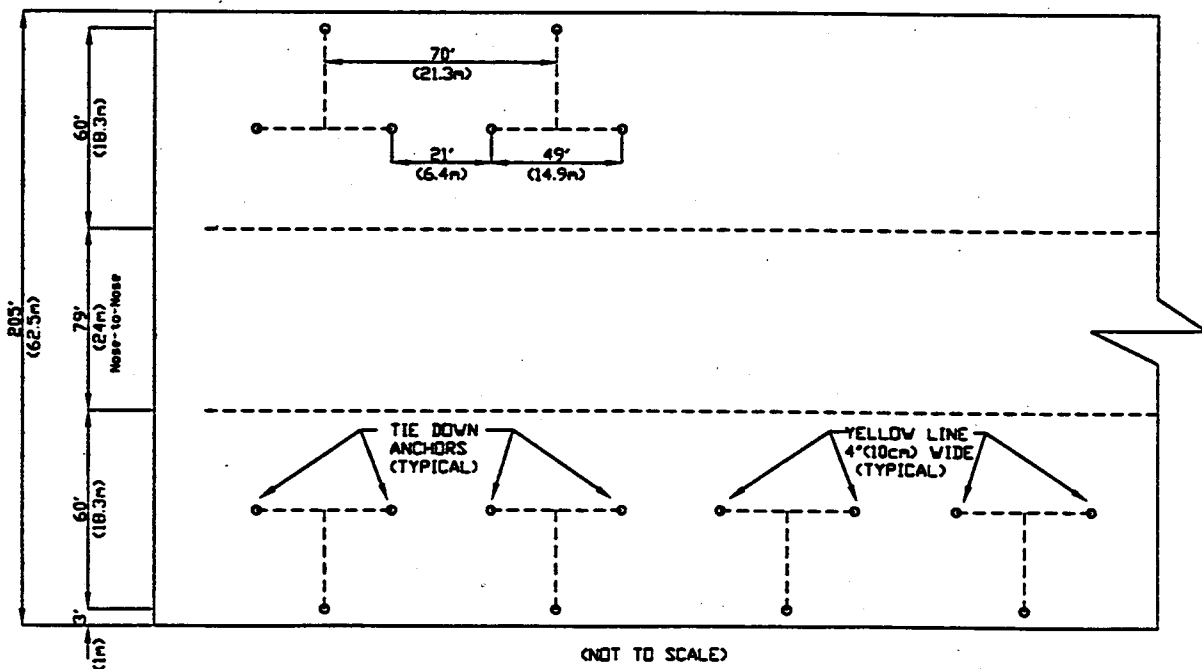 70'
(21.3m)
60'
(18.3m)
21'
(6.4m)
49'
(14.9m)
205'
(62.5m)
79'
(24m)
Nose-to-Nose
TIE DOWN
ANCHORS
(TYPICAL)
YELLOW LINE
4"(10cm) WIDE
(TYPICAL)
60'
(18.3m)
3'
(1m)
(NOT TO SCALE)